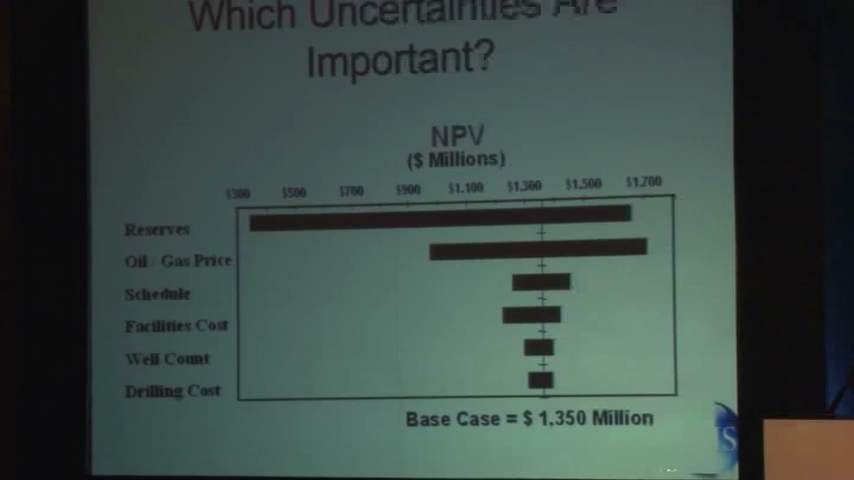 Which Uncertainties Are
Important?
NPV
($ Millions)
$300 $500 $700 $900 $1,100 $1,300 $1,500 $1,700
Reserves
Oil / Gas Price
Schedule
Facilities Cost
Well Count
Drilling Cost
Base Case = $ 1,350 Million